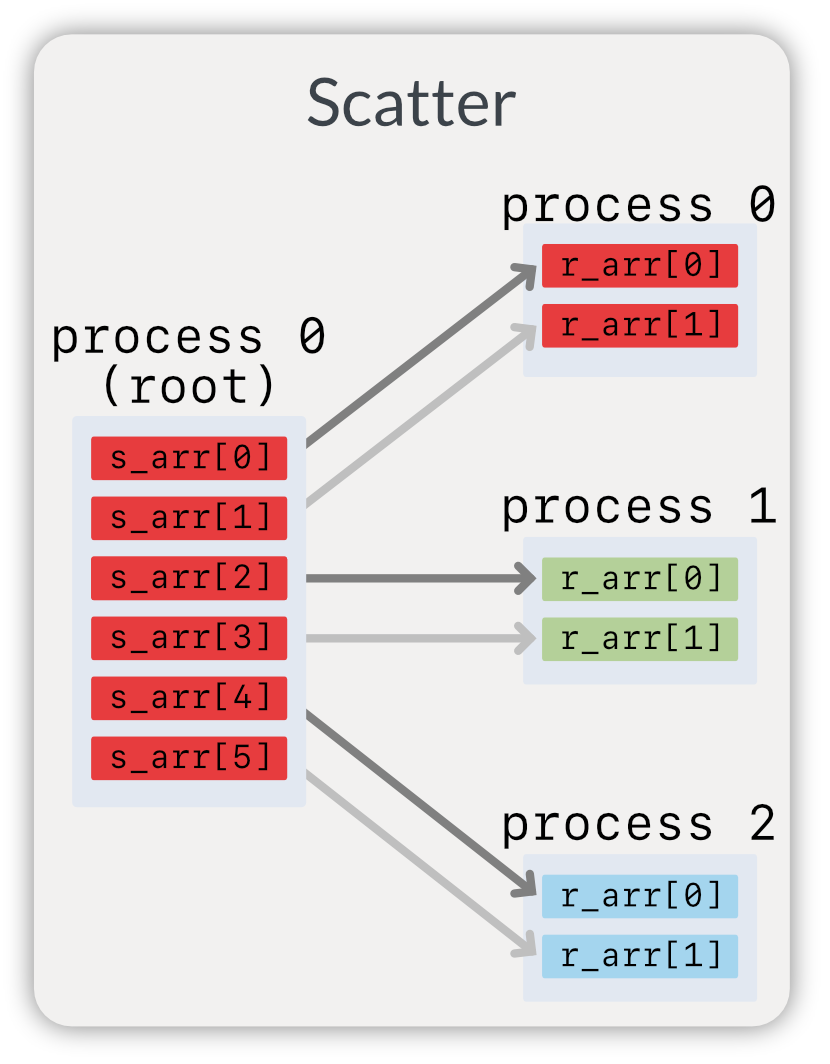 Scatter
process 0
(root)
s_arr[0]
s_arr[1]
s_arr[2]
s_arr[3]
s_arr[4]
s_arr[5]
process 0
r_arr[0]
r_arr[1]
process 1
r_arr[0]
r_arr[1]
process 2
r_arr[0]
r_arr[1]